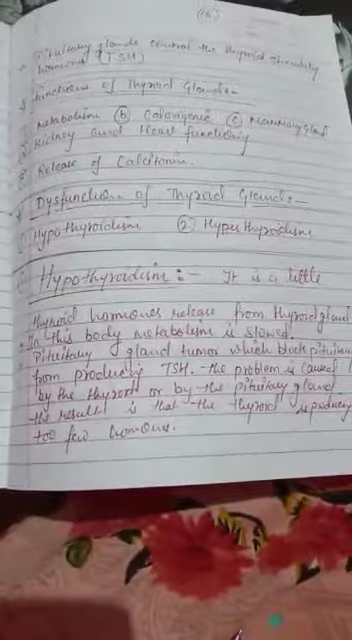 (16)
Pituitary glands control the thyroid stimulating
hormone (TSH)
Functions of Thyroid Glands:-
Metabolism (b) Calorigenic (c) Mammary gland
Kidney and Heart functioning
Release of Calcitonin.
Dysfunction of Thyroid Gland:-
Hypothyroidism (2) Hyperthyroidism
Hypothyroidism:- It is a little
thyroid hormones release from thyroid gland
In this body metabolism is slowed.
Pituitary gland tumor which block pituitary
from producing TSH. the problem is caused
by the thyroid or by the pituitary gland
the result is that the thyroid is producing
too few hormones.